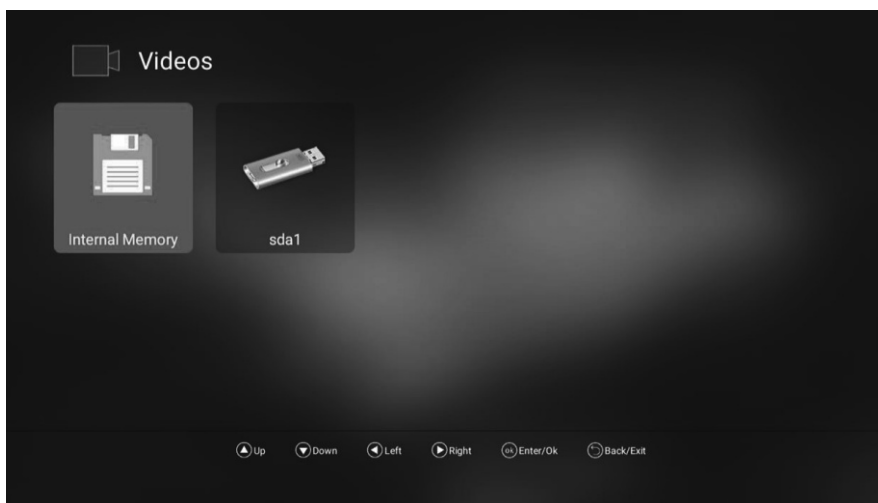 Videos
Internal Memory
sda1
Up Down Left Right ok Enter/Ok Back/Exit